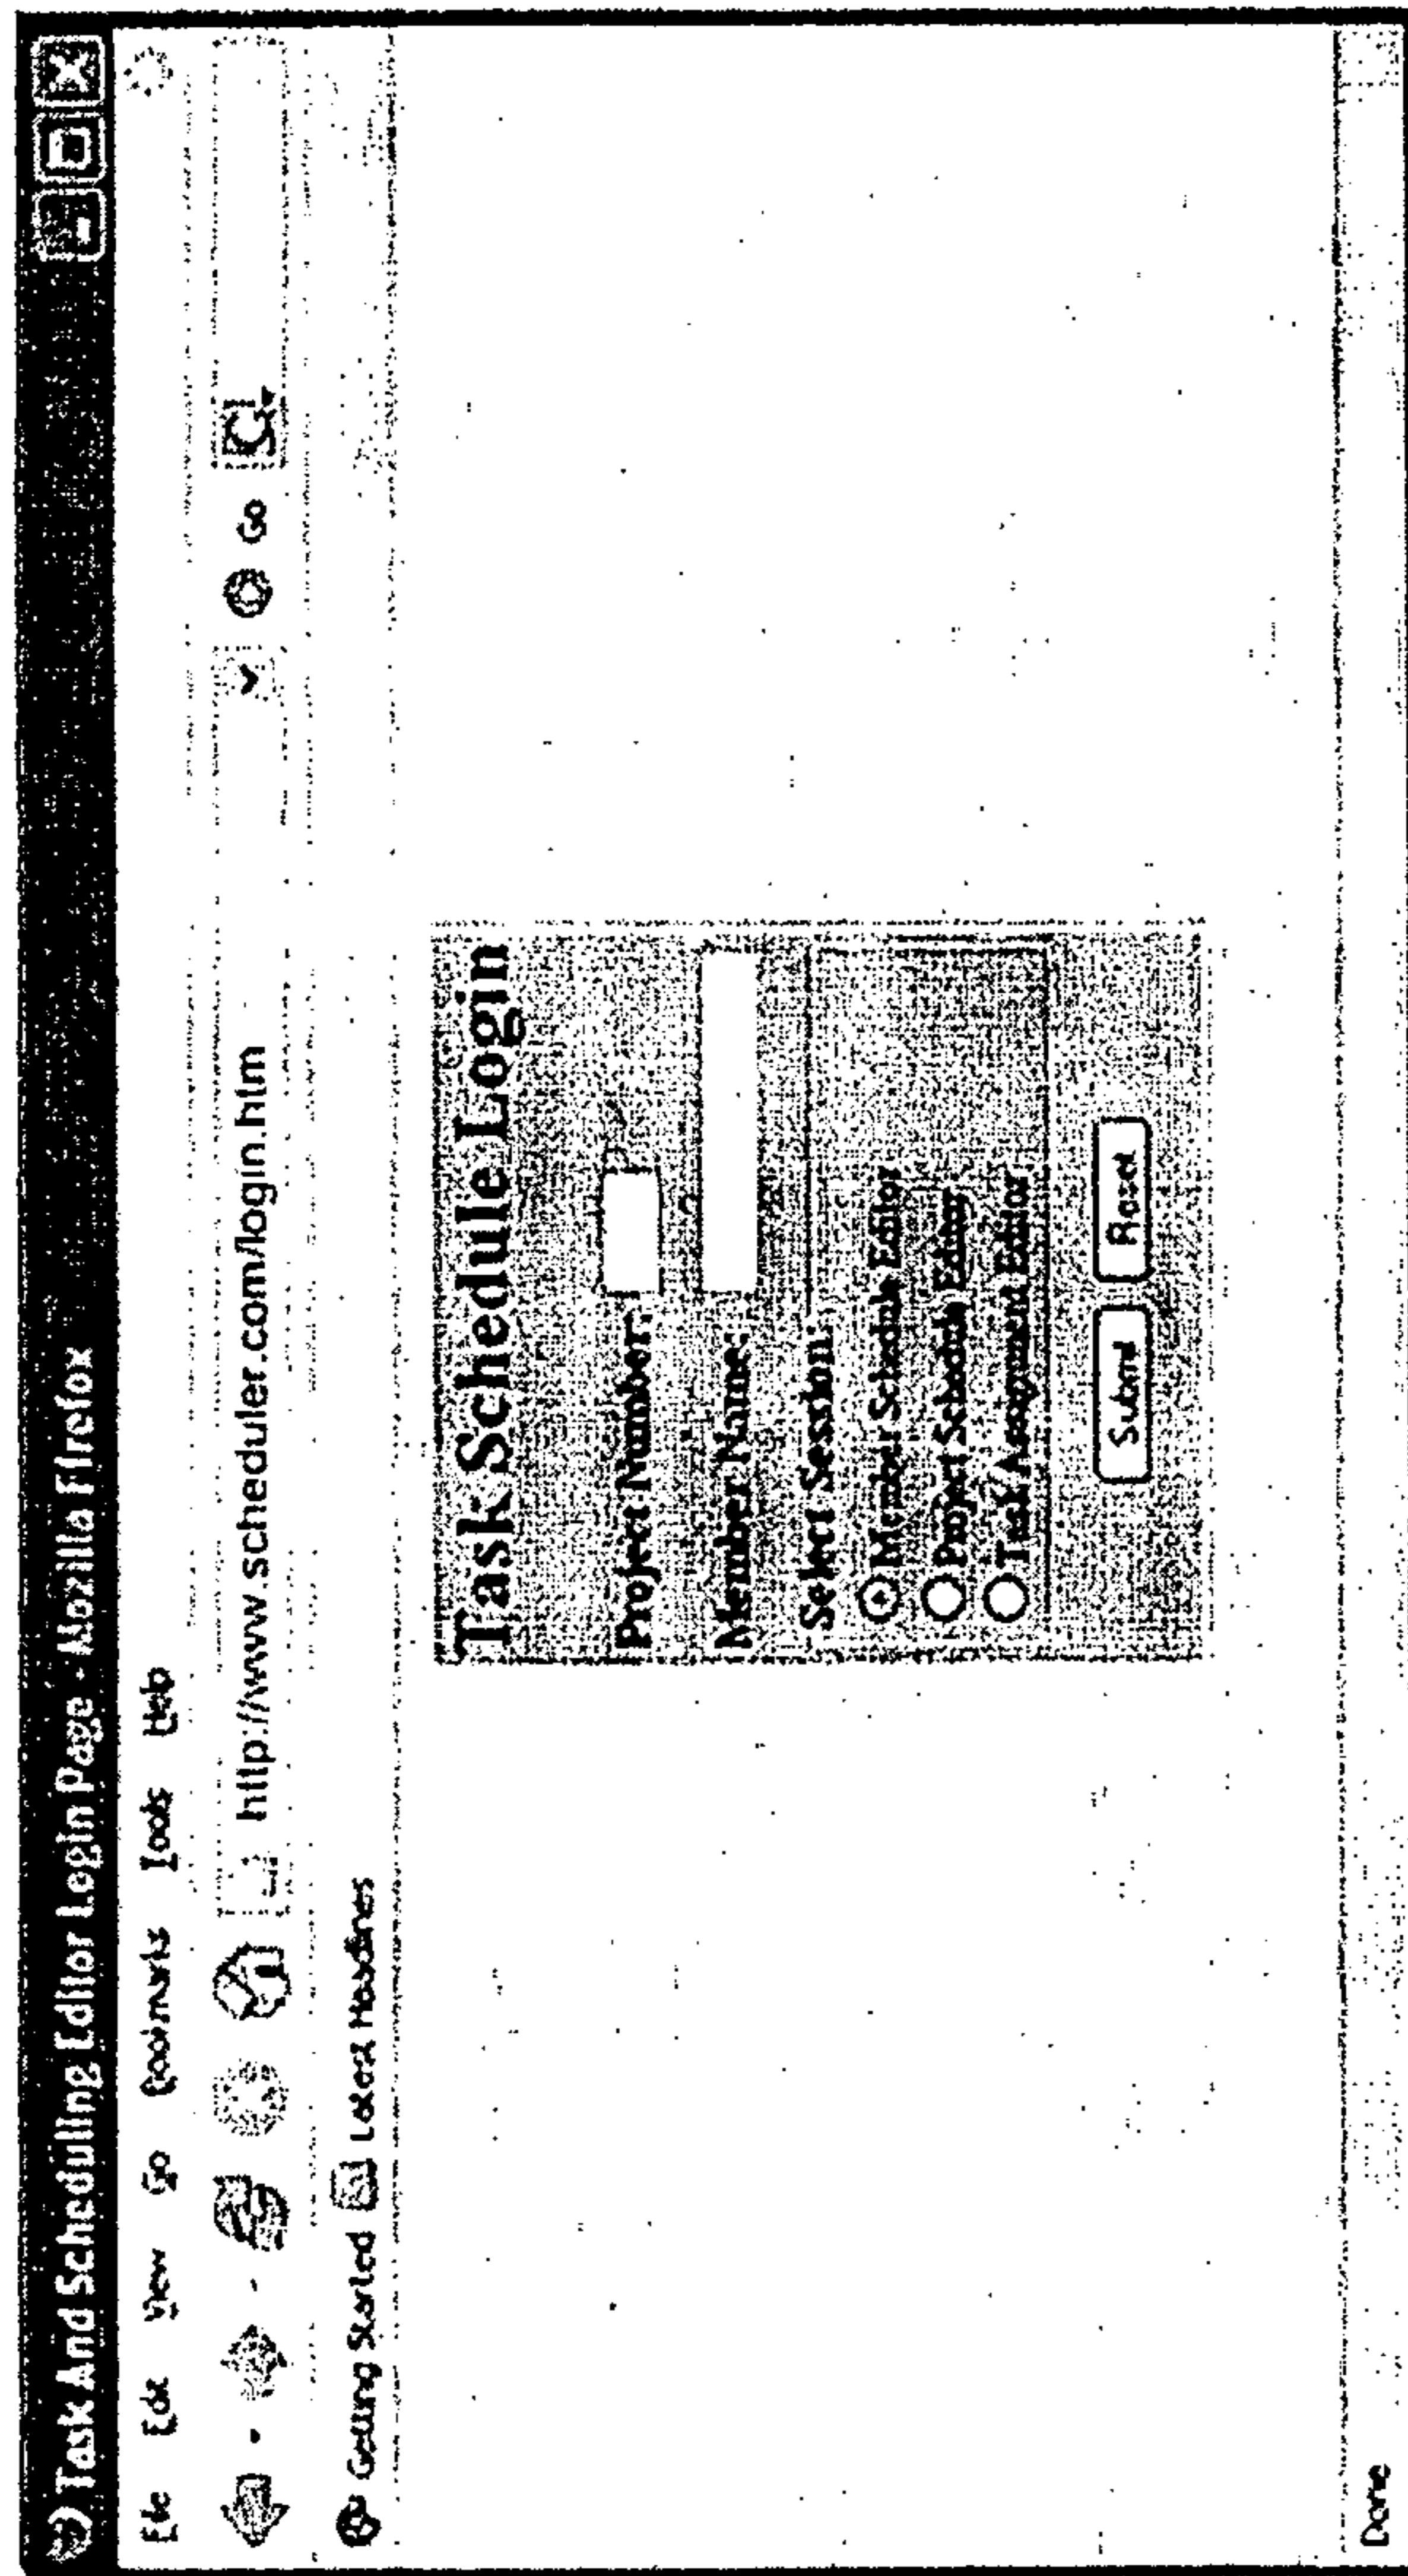 Task And Scheduling Editor Login Page - Mozilla Firefox
File Edit View Go Bookmarks Tools Help
http://www.scheduler.com/login.htm Go
Getting Started Latest Headlines
Task Schedule Login
Project Number:
Member Name:
Select Session:
Member Schedule Editor
Project Schedule Editor
Task Assignment Editor
Submit Reset
Done